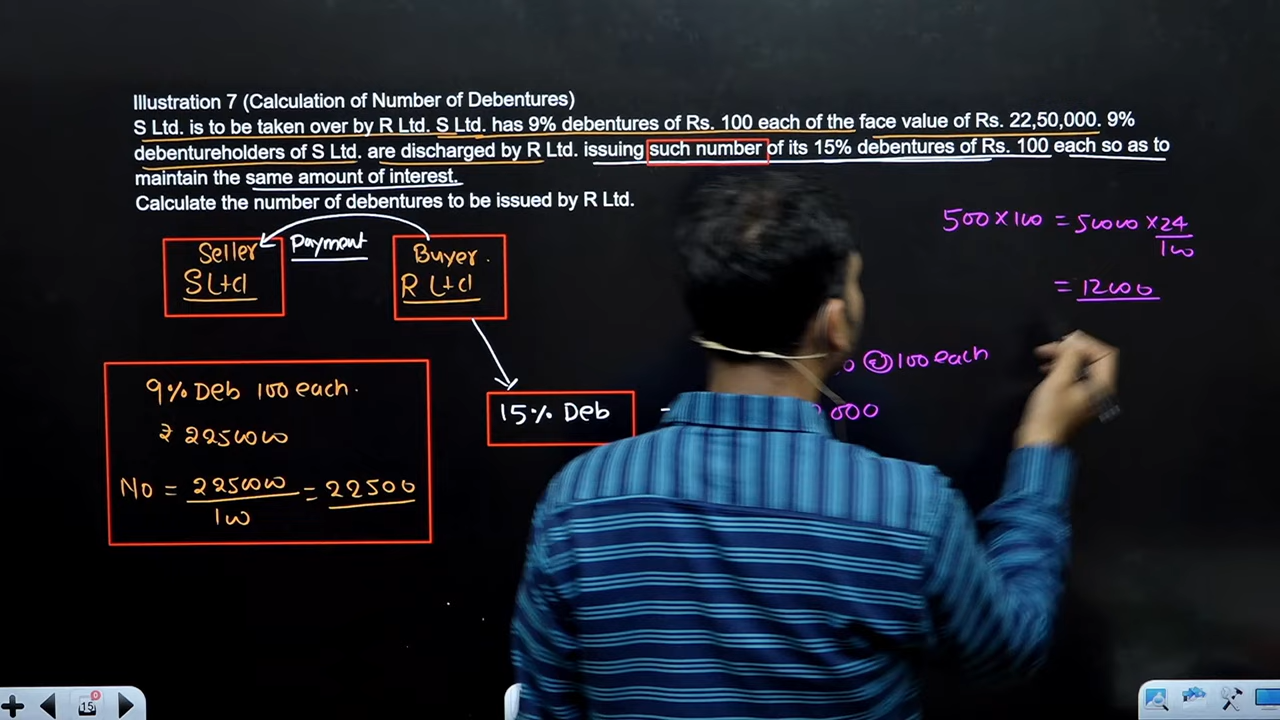 Illustration 7 (Calculation of Number of Debentures)
S Ltd. is to be taken over by R Ltd. S Ltd. has 9% debentures of Rs. 100 each of the face value of Rs. 22,50,000. 9%
debentureholders of S Ltd. are discharged by R Ltd. issuing such number of its 15% debentures of Rs. 100 each so as to
maintain the same amount of interest.
Calculate the number of debentures to be issued by R Ltd.
Seller
S Ltd
Payment
Buyer.
R Ltd
500 × 100 = 50000 × 24/100
= 12000
9% Deb 100 each.
₹ 2250000
No = 2250000/100 = 22500
15% Deb -
100 each
000
15
0